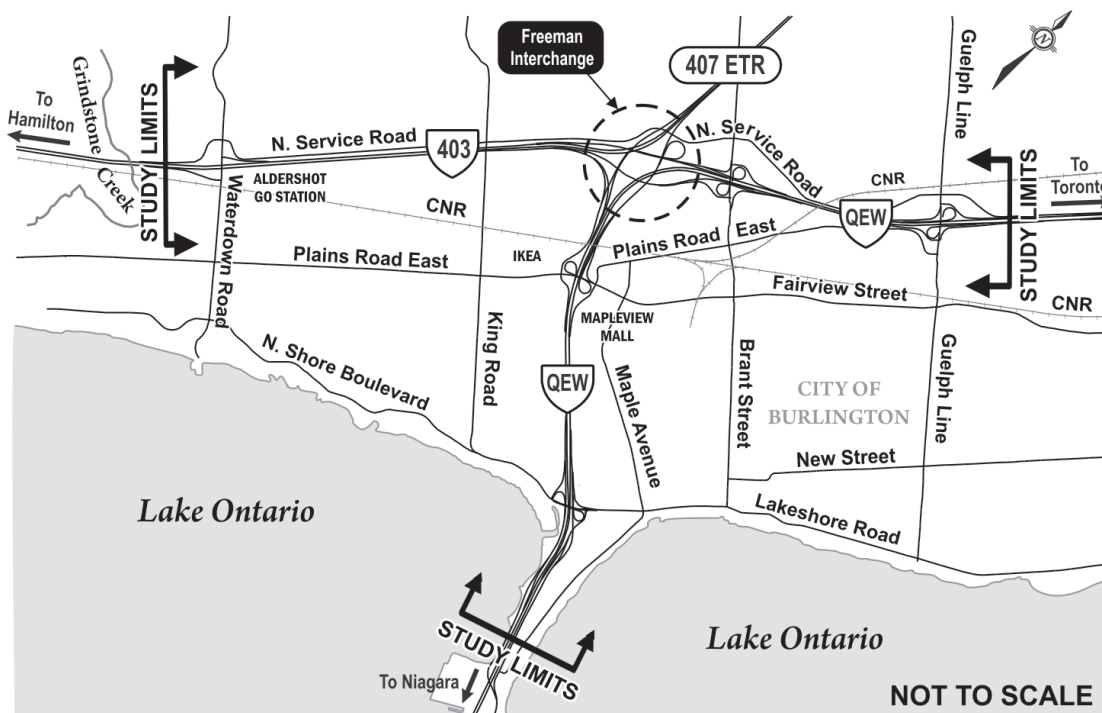 Freeman
Interchange
407 ETR
Guelph Line
N
To
Hamilton
Grindstone
Creek
STUDY LIMITS
N. Service Road
403
N. Service Road
ALDERSHOT
GO STATION
CNR
CNR
To
Toronto
STUDY LIMITS
QEW
Waterdown Road
Plains Road East
IKEA
Plains Road East
Fairview Street
CNR
MAPLEVIEW
MALL
N. Shore Boulevard
King Road
QEW
Maple Avenue
Brant Street
CITY OF
BURLINGTON
Guelph Line
New Street
Lakeshore Road
Lake Ontario
STUDY LIMITS
Lake Ontario
To Niagara
NOT TO SCALE